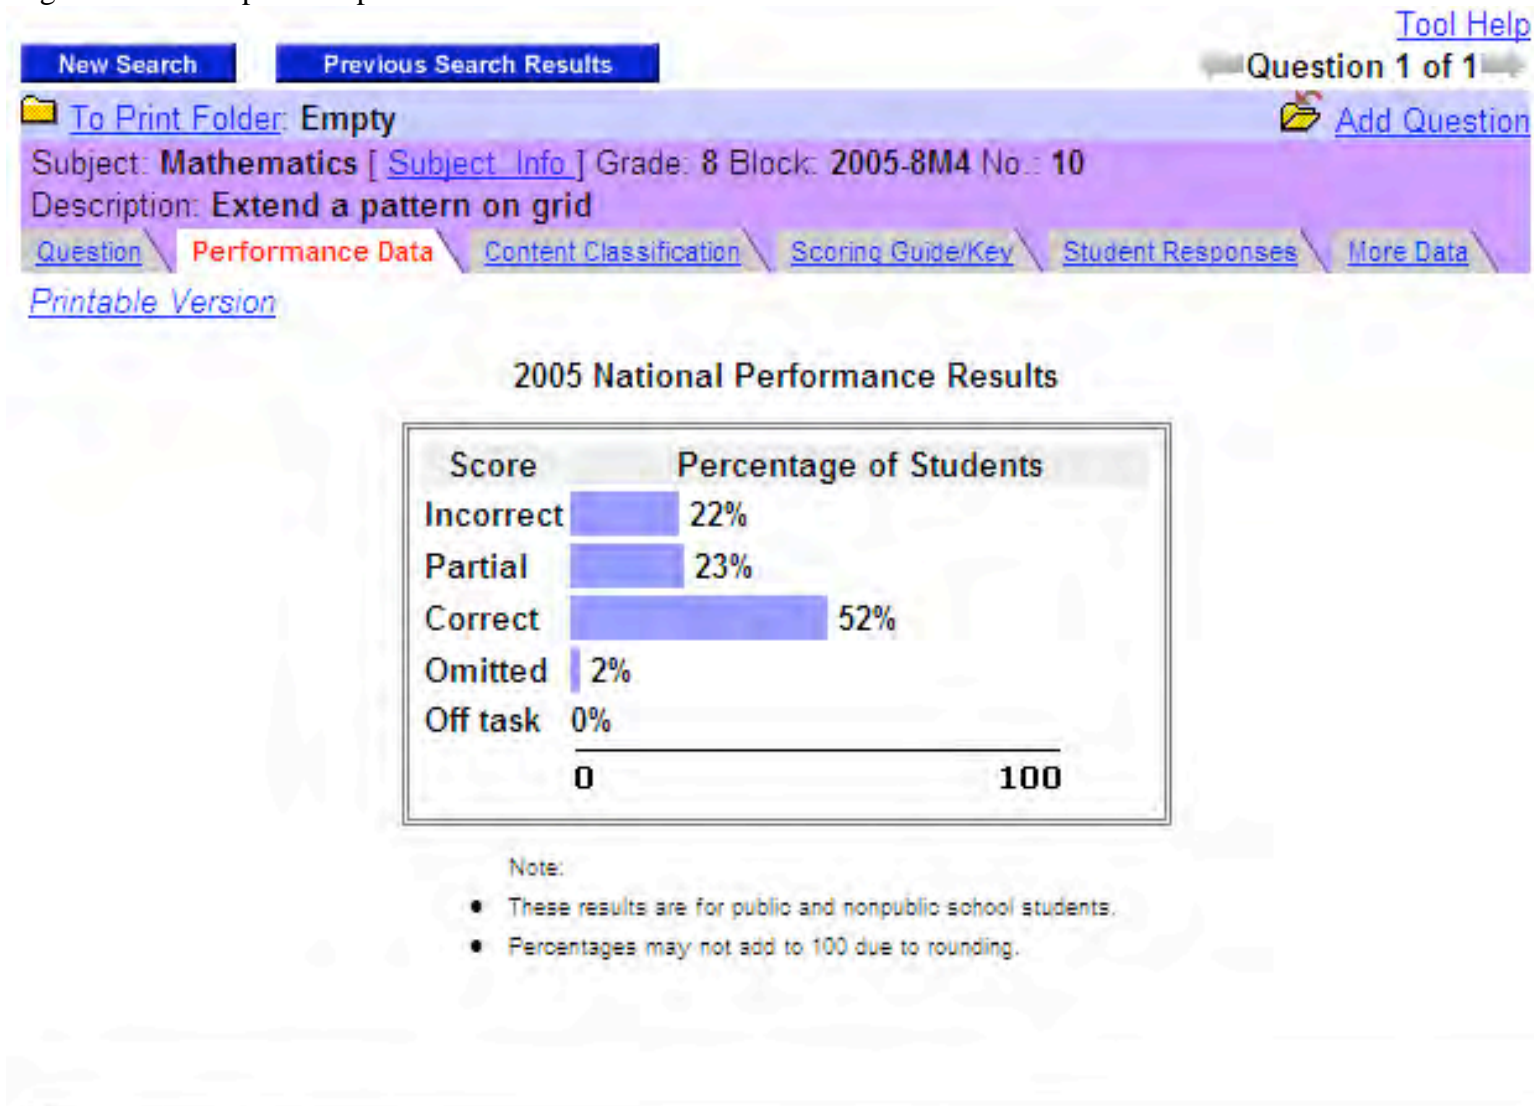 Tool Help
New Search Previous Search Results Question 1 of 1
To Print Folder: Empty Add Question
Subject: Mathematics [ Subject Info ] Grade: 8 Block: 2005-8M4 No.: 10
Description: Extend a pattern on grid
Question Performance Data Content Classification Scoring Guide/Key Student Responses More Data
Printable Version
2005 National Performance Results
Score Percentage of Students
Incorrect 22%
Partial 23%
Correct 52%
Omitted 2%
Off task 0%
0 100
Note:
• These results are for public and nonpublic school students.
• Percentages may not add to 100 due to rounding.